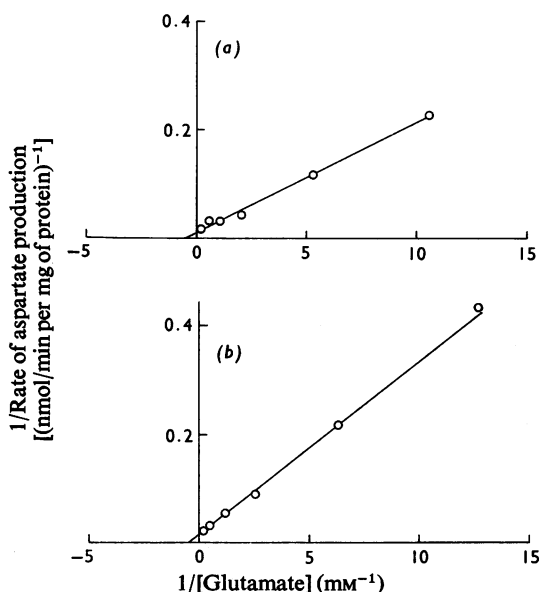 0.4
(a)
0.2
−5
0
5
10
15
0.4
(b)
0.2
−5
0
5
10
15
1/Rate of aspartate production
[(nmol/min per mg of protein)⁻¹]
1/[Glutamate] (mM⁻¹)